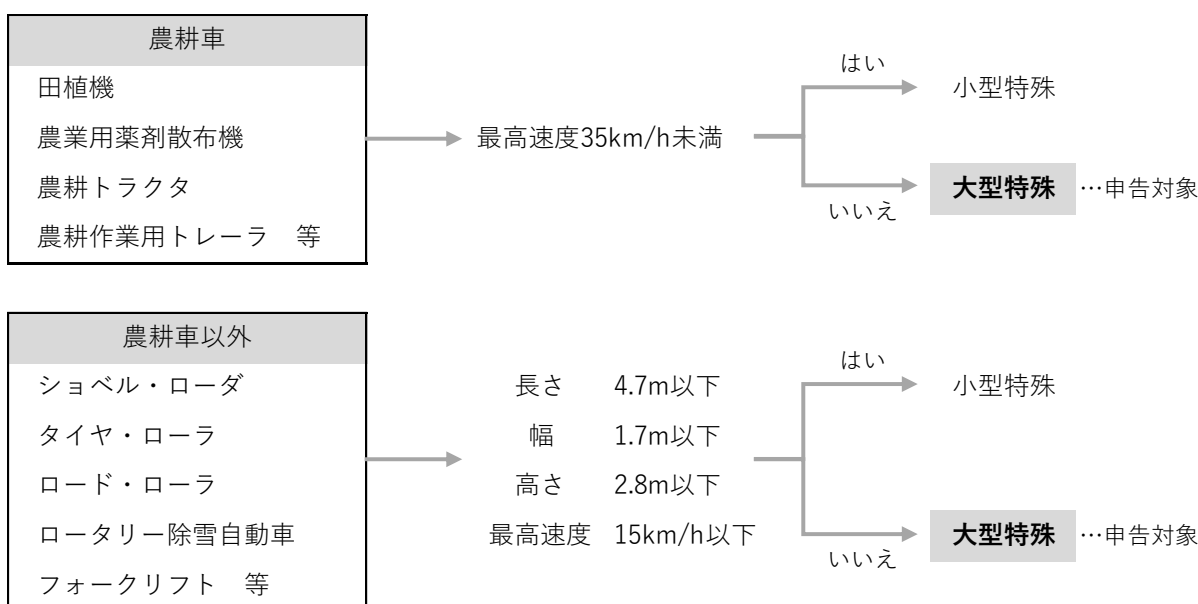 農耕車
田植機
農業用薬剤散布機
農耕トラクタ
農耕作業用トレーラ　等
最高速度35km/h未満
はい
小型特殊
いいえ
大型特殊 …申告対象
農耕車以外
ショベル・ローダ
タイヤ・ローラ
ロード・ローラ
ロータリー除雪自動車
フォークリフト　等
長さ 4.7m以下
幅 1.7m以下
高さ 2.8m以下
最高速度 15km/h以下
はい
小型特殊
いいえ
大型特殊 …申告対象